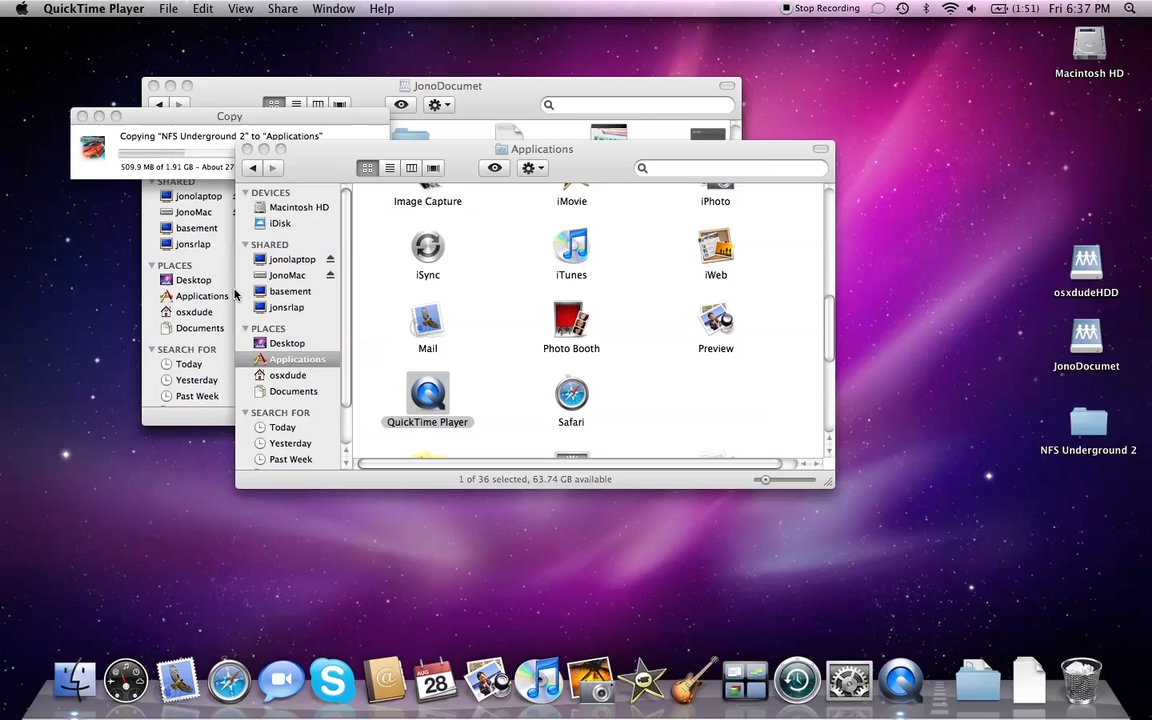 QuickTime Player File Edit View Share Window Help
Stop Recording (1:51) Fri 6:37 PM
Macintosh HD
JonoDocumet
Copy
Copying “NFS Underground 2” to “Applications”
509.9 MB of 1.91 GB - About 27
SHARED
jonolaptop
JonoMac
basement
jonsrlap
PLACES
Desktop
Applications
osxdude
Documents
SEARCH FOR
Today
Yesterday
Past Week
Applications
DEVICES
Macintosh HD
iDisk
SHARED
jonolaptop
JonoMac
basement
jonsrlap
PLACES
Desktop
Applications
osxdude
Documents
SEARCH FOR
Today
Yesterday
Past Week
Image Capture iMovie iPhoto
iSync iTunes iWeb
Mail Photo Booth Preview
QuickTime Player Safari
1 of 36 selected, 63.74 GB available
osxdudeHDD
JonoDocumet
NFS Underground 2
AUG
28